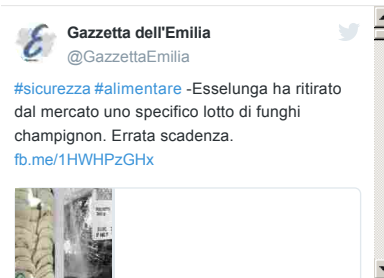 Gazzetta dell'Emilia
@GazzettaEmilia
#sicurezza #alimentare -Esselunga ha ritirato
dal mercato uno specifico lotto di funghi
champignon. Errata scadenza.
fb.me/1HWHPzGHx